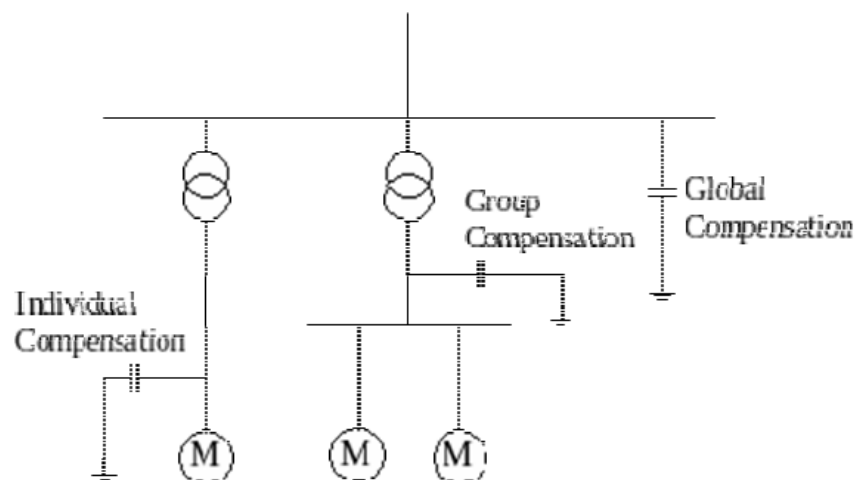 Group
Compensation
Global
Compensation
Individual
Compensation
M
M
M